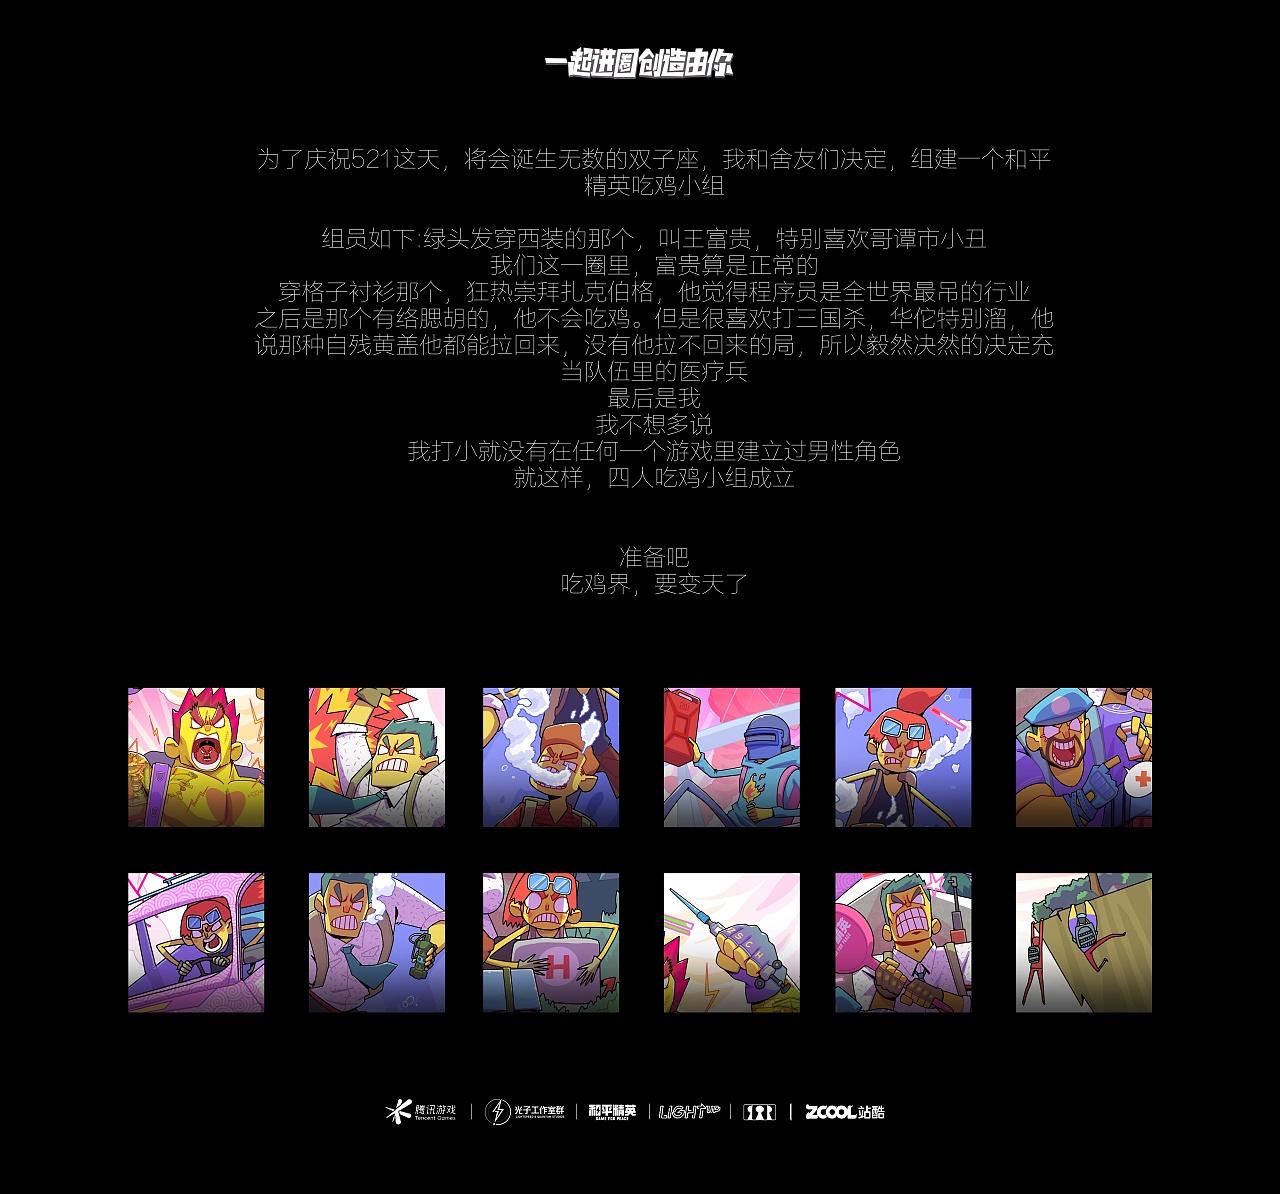 一起进圈创造由你
为了庆祝521这天，将会诞生无数的双子座，我和舍友们决定，组建一个和平
精英吃鸡小组
组员如下:绿头发穿西装的那个，叫王富贵，特别喜欢哥谭市小丑
我们这一圈里，富贵算是正常的
穿格子衬衫那个，狂热崇拜扎克伯格，他觉得程序员是全世界最吊的行业
之后是那个有络腮胡的，他不会吃鸡。但是很喜欢打三国杀，华佗特别溜，他
说那种自残黄盖他都能拉回来，没有他拉不回来的局，所以毅然决然的决定充
当队伍里的医疗兵
最后是我
我不想多说
我打小就没有在任何一个游戏里建立过男性角色
就这样，四人吃鸡小组成立
准备吧
吃鸡界，要变天了
H
腾讯游戏
Tencent Games
光子工作室群
LIGHTSPEED & QUANTUM STUDIOS
和平精英
GAME FOR PEACE
LIGHT UP
ZCOOL 站酷